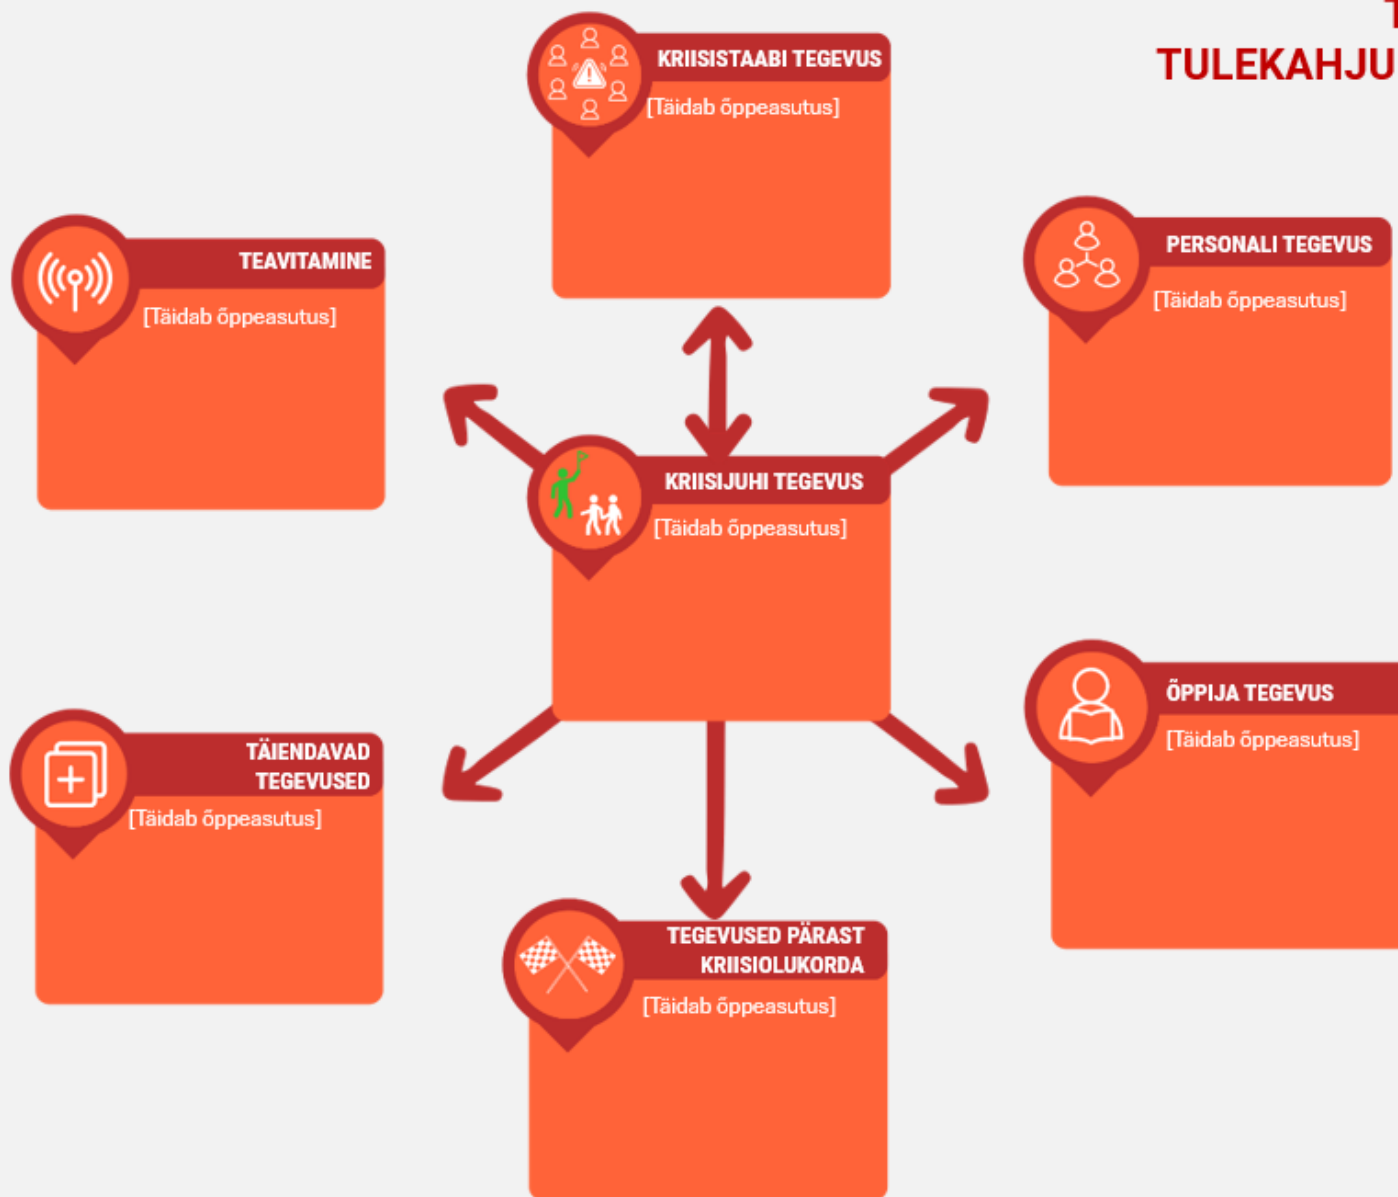 TULEKAHJU
KRIISISTAABI TEGEVUS
[Täidab õppeasutus]
TEAVITAMINE
[Täidab õppeasutus]
PERSONALI TEGEVUS
[Täidab õppeasutus]
KRIISIJUHI TEGEVUS
[Täidab õppeasutus]
TÄIENDAVAD
TEGEVUSED
[Täidab õppeasutus]
ÕPPIJA TEGEVUS
[Täidab õppeasutus]
TEGEVUSED PÄRAST
KRIISIOLUKORDA
[Täidab õppeasutus]